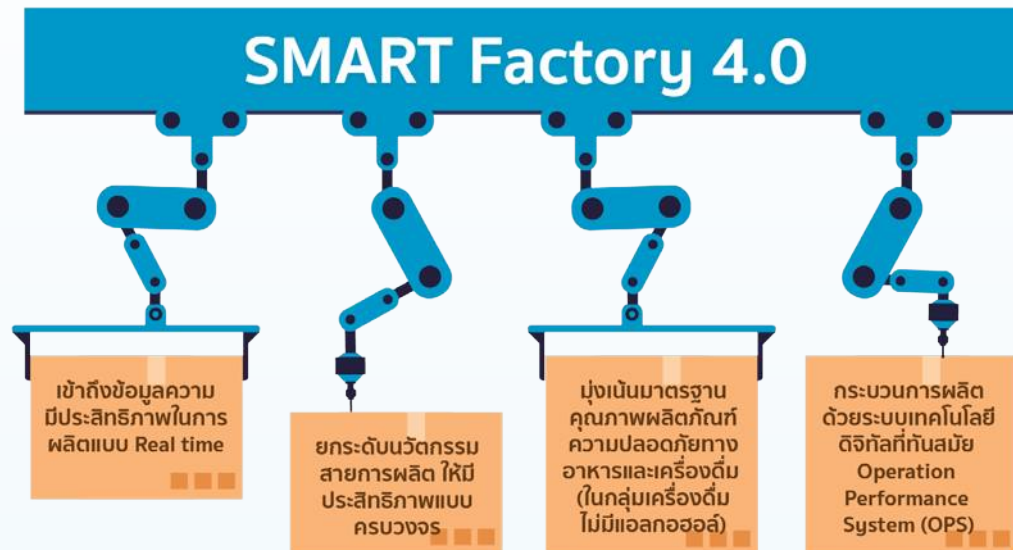 SMART Factory 4.0
เข้าถึงข้อมูลความ
มีประสิทธิภาพในการ
ผลิตแบบ Real time
ยกระดับนวัตกรรม
สายการผลิต ให้มี
ประสิทธิภาพแบบ
ครบวงจร
มุ่งเน้นมาตรฐาน
คุณภาพผลิตภัณฑ์
ความปลอดภัยทาง
อาหารและเครื่องดื่ม
(ในกลุ่มเครื่องดื่ม
ไม่มีแอลกอฮอล์)
กระบวนการผลิต
ด้วยระบบเทคโนโลยี
ดิจิทัลที่ทันสมัย
Operation
Performance
System (OPS)